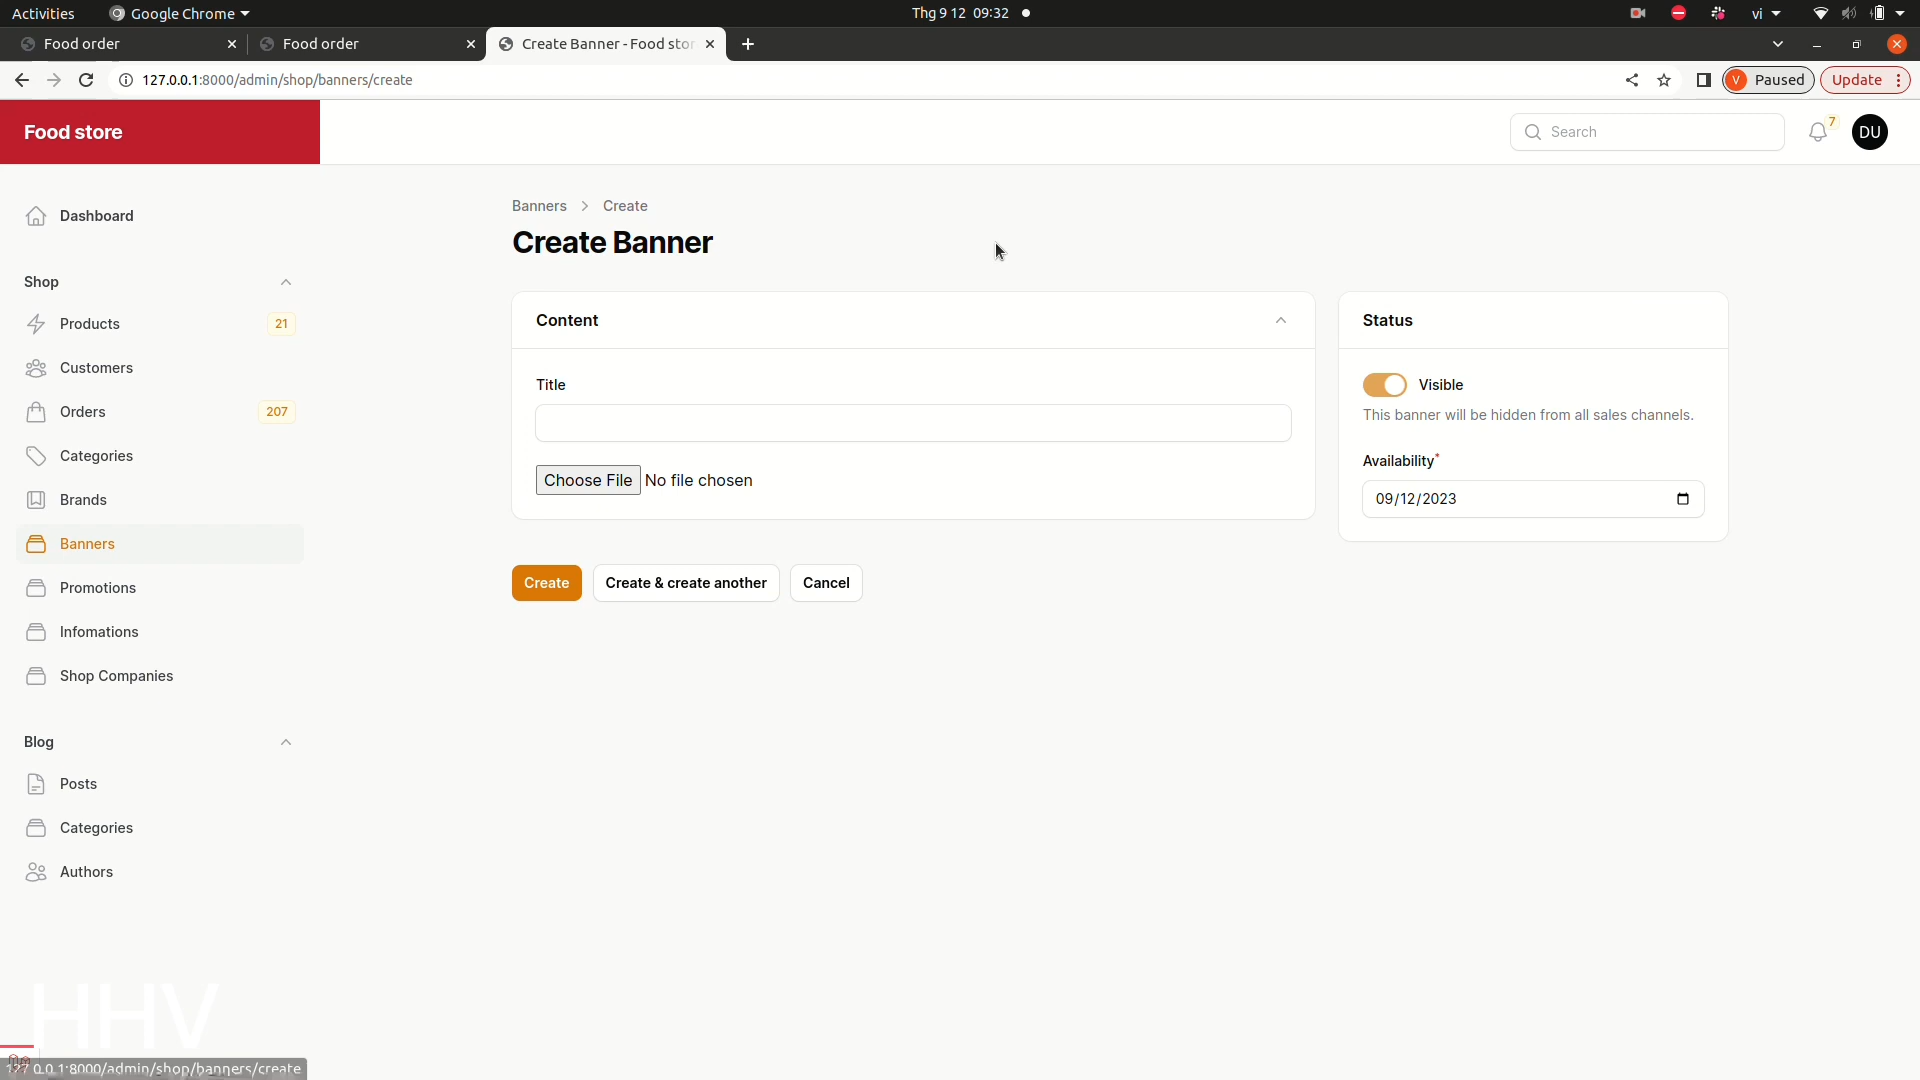 Activities
Google Chrome
Thg 9 12 09:32
vi
Food order
Food order
Create Banner - Food stor
127.0.0.1:8000/admin/shop/banners/create
V Paused
Update
Food store
Search
7
DU
Dashboard
Shop
Products 21
Customers
Orders 207
Categories
Brands
Banners
Promotions
Infomations
Shop Companies
Blog
Posts
Categories
Authors
Banners > Create
Create Banner
Content
Title
Choose File No file chosen
Create
Create & create another
Cancel
Status
Visible
This banner will be hidden from all sales channels.
Availability*
09/12/2023
HHV
127.0.0.1:8000/admin/shop/banners/create